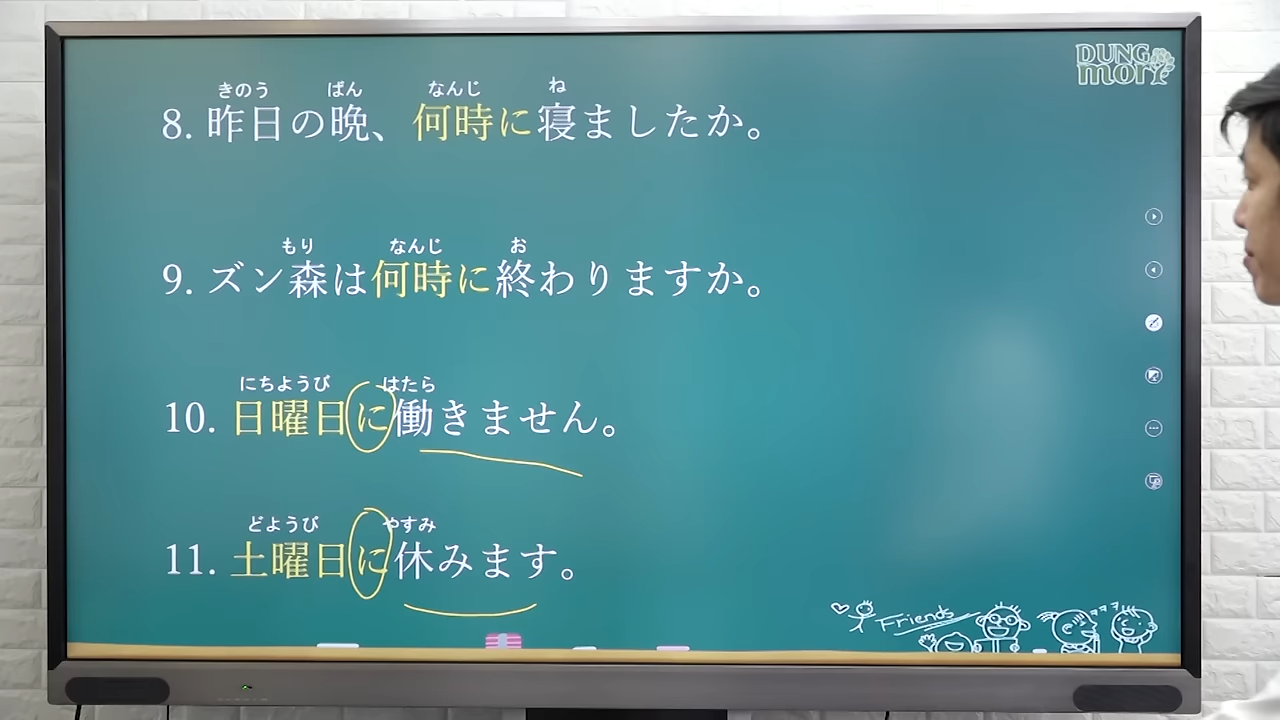 DUNG
mori
きのう ばん なんじ ね
8. 昨日の晩、何時に寝ましたか。
もり なんじ お
9. ズン森は何時に終わりますか。
にちようび はたら
10. 日曜日に働きません。
どようび やすみ
11. 土曜日に休みます。
Friends